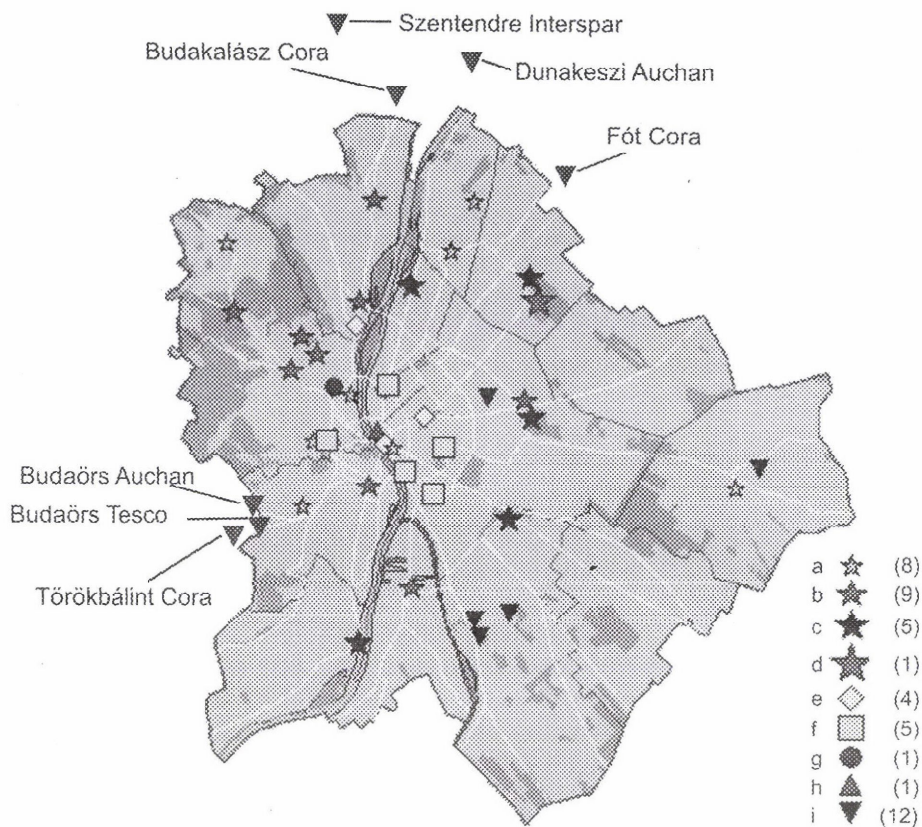 Szentendre Interspar
Budakalász Cora
Dunakeszi Auchan
Fót Cora
Budaörs Auchan
Budaörs Tesco
Törökbálint Cora
a (8)
b (9)
c (5)
d (1)
e (4)
f (5)
g (1)
h (1)
i (12)